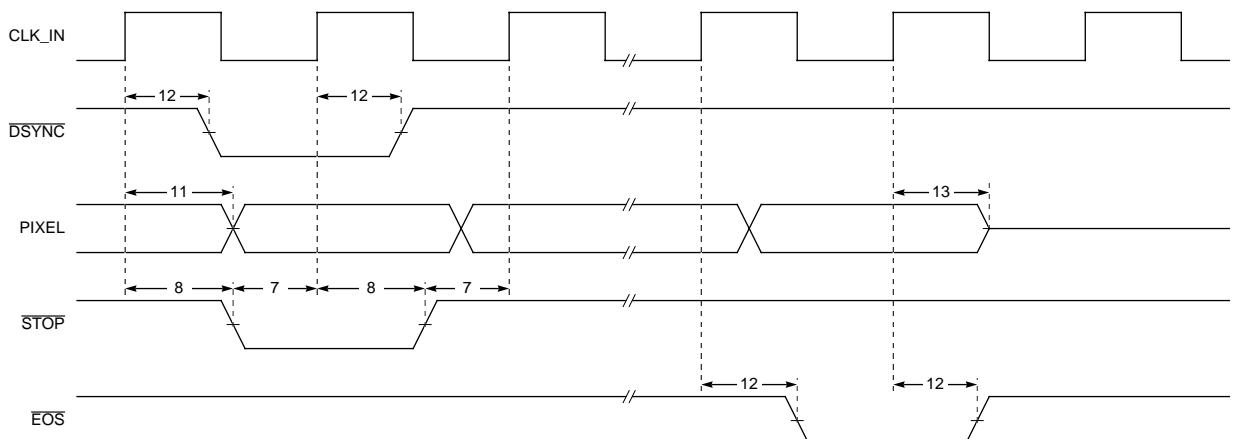 CLK_IN
12 12
DSYNC
11 13
PIXEL
8 7 8 7
STOP
12 12
EOS